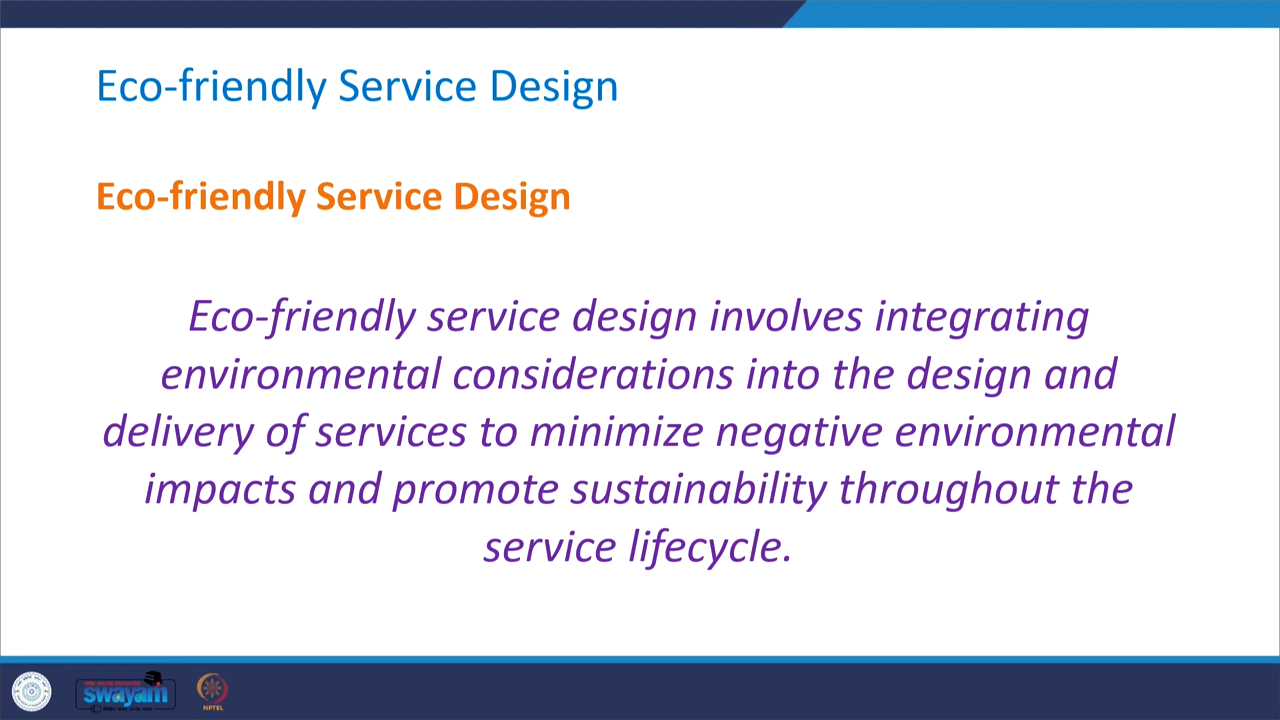 Eco-friendly Service Design
Eco-friendly Service Design
Eco-friendly service design involves integrating
environmental considerations into the design and
delivery of services to minimize negative environmental
impacts and promote sustainability throughout the
service lifecycle.
swayam
NPTEL